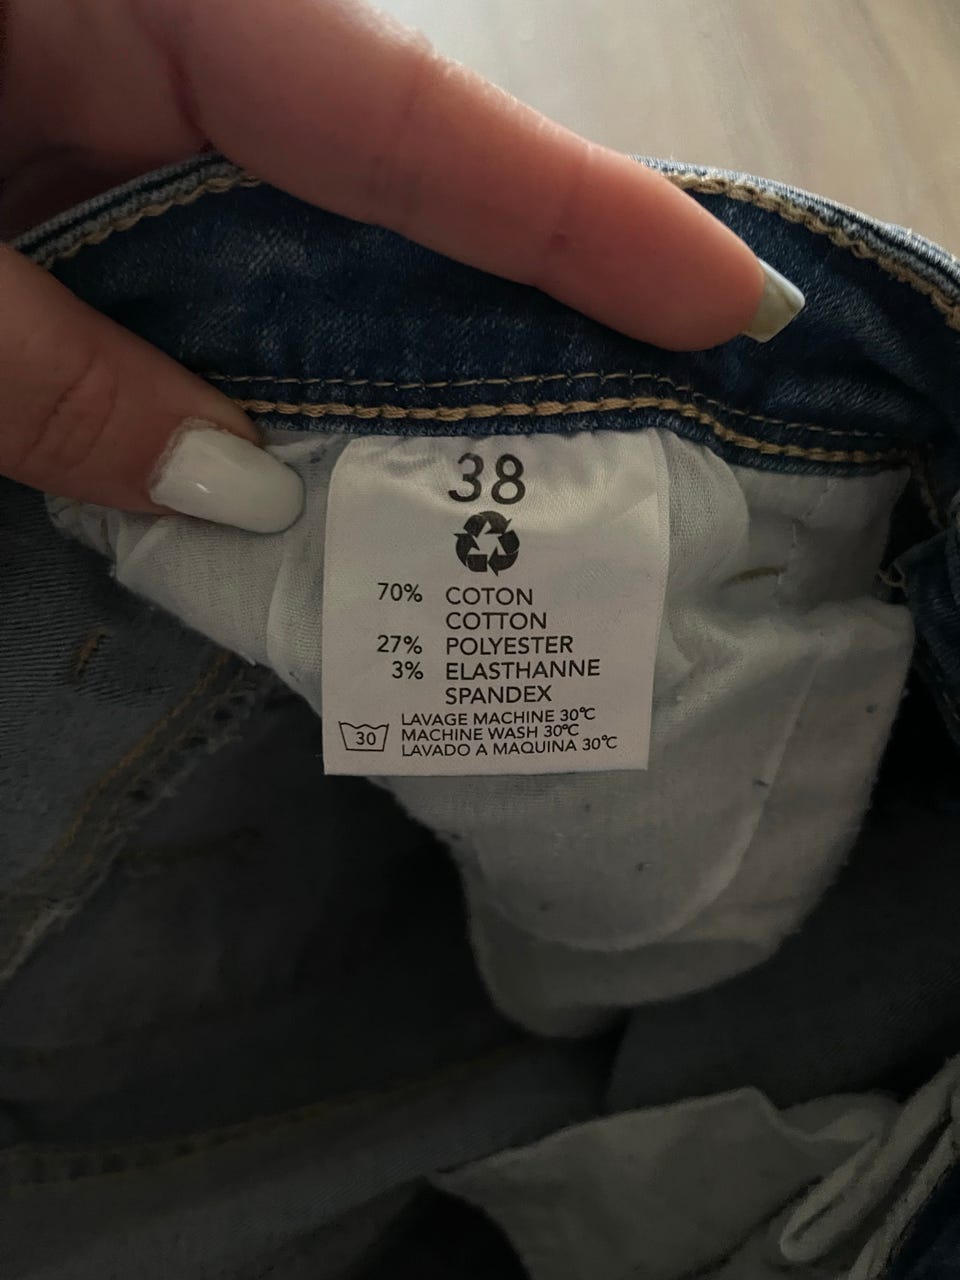 38
70% COTON
COTTON
27% POLYESTER
3% ELASTHANNE
SPANDEX
30
LAVAGE MACHINE 30°C
MACHINE WASH 30°C
LAVADO A MAQUINA 30°C